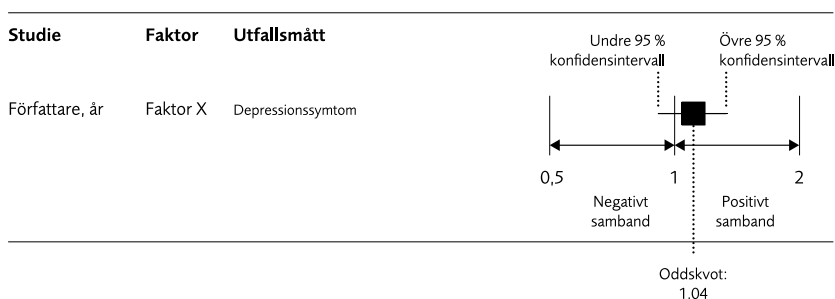 Studie Faktor Utfallsmått
Undre 95 %
konfidensintervall
Övre 95 %
konfidensintervall
Författare, år Faktor X Depressionssymtom
0,5 1 2
Negativt
samband
Positivt
samband
Oddskvot:
1.04